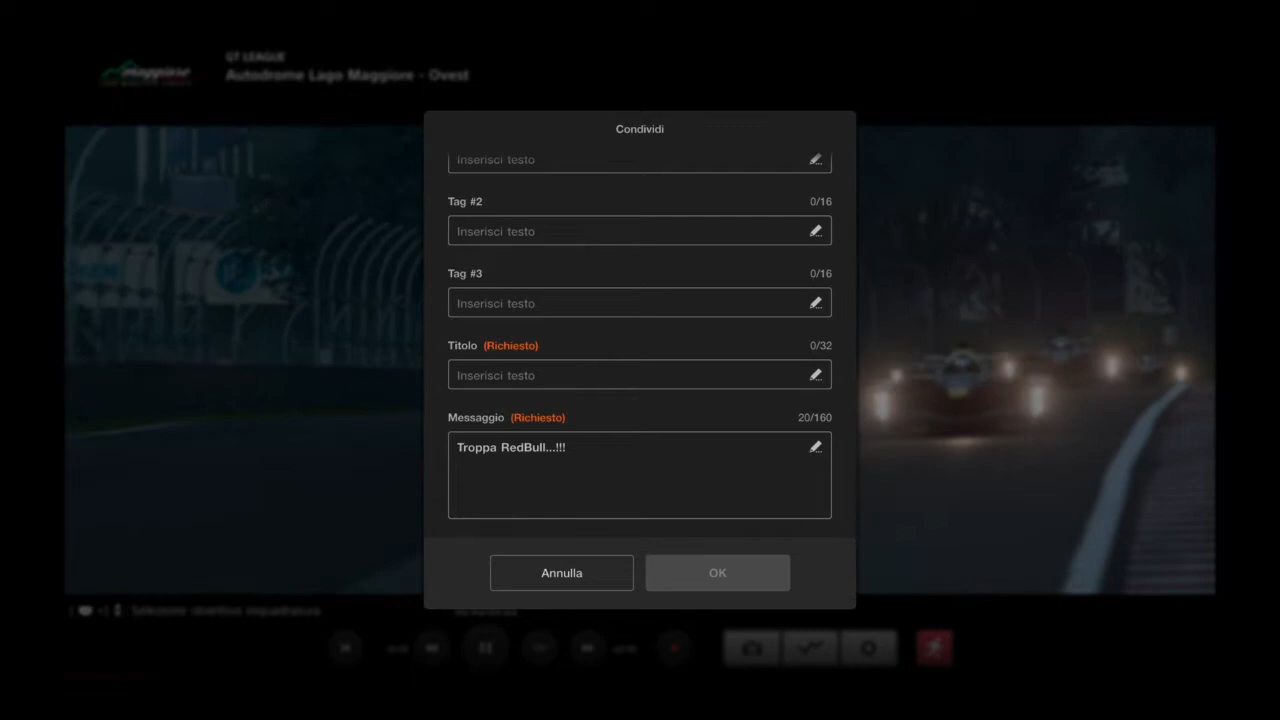 GT LEAGUE
Autodrome Lago Maggiore - Ovest
maggiore
Condividi
Inserisci testo
Tag #2 0/16
Inserisci testo
Tag #3 0/16
Inserisci testo
Titolo (Richiesto) 0/32
Inserisci testo
Messaggio (Richiesto) 20/160
Troppa RedBull...!!!
Annulla OK